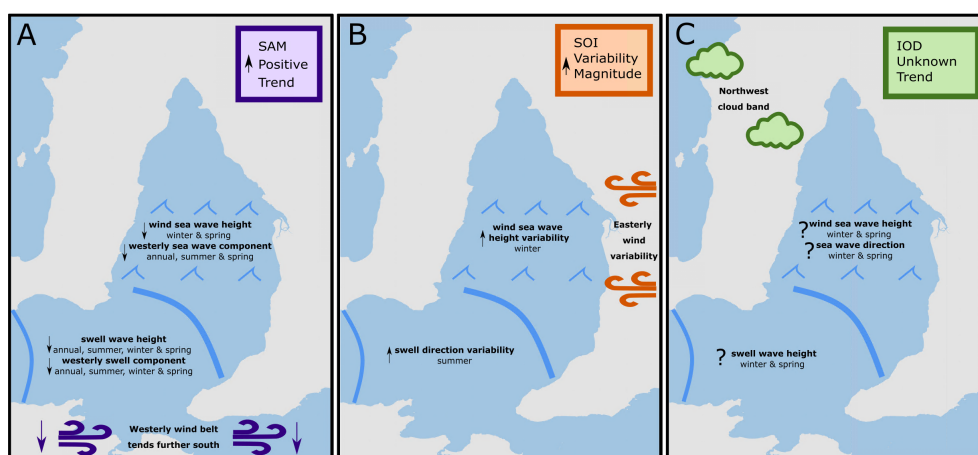 A
SAM
Positive
Trend
wind sea wave height
winter & spring
westerly sea wave component
annual, summer & spring
swell wave height
annual, summer, winter & spring
westerly swell component
annual, summer, winter & spring
Westerly wind belt
tends further south
B
SOI
Variability
Magnitude
wind sea wave
height variability
winter
Easterly
wind
variability
swell direction variability
summer
C
IOD
Unknown
Trend
Northwest
cloud band
? wind sea wave height
winter & spring
? sea wave direction
winter & spring
? swell wave height
winter & spring